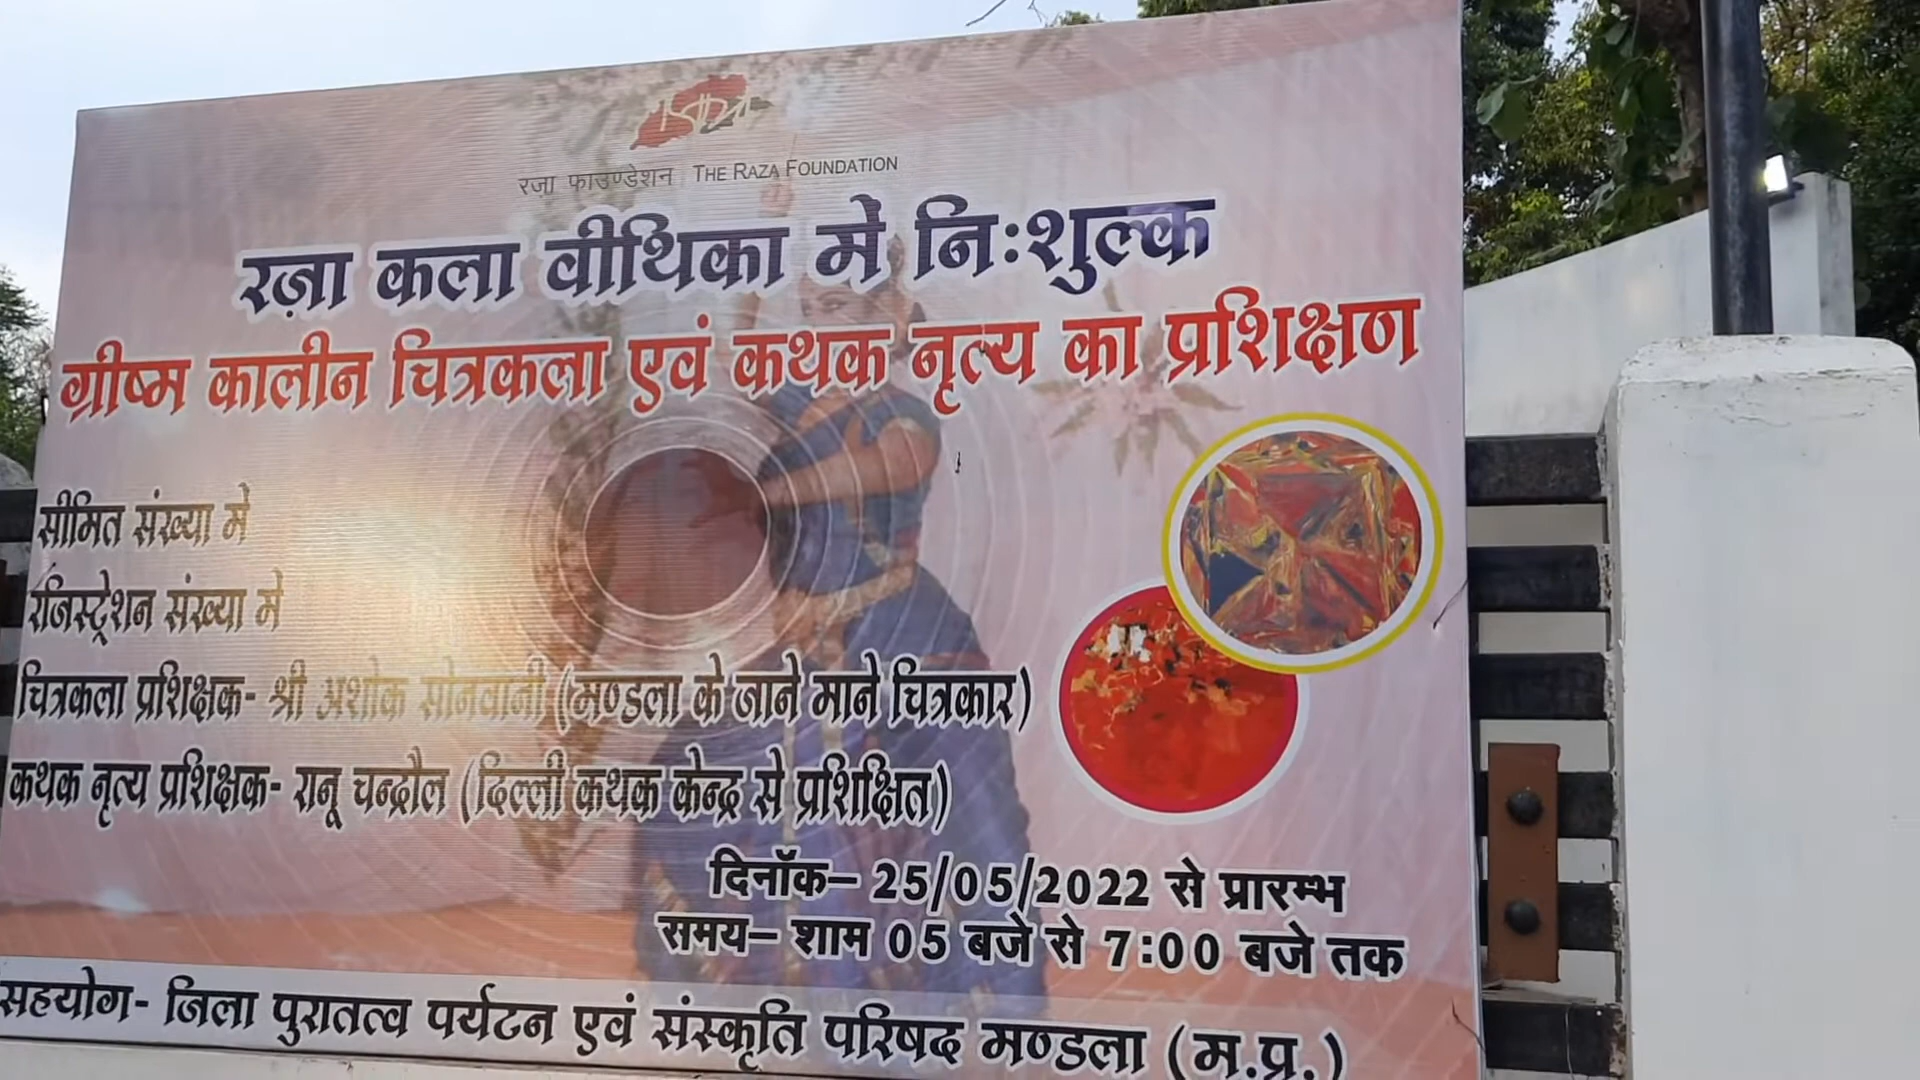 रज़ा
रज़ा फाउण्डेशन THE RAZA FOUNDATION
रज़ा कला वीथिका में निःशुल्क
ग्रीष्म कालीन चित्रकला एवं कथक नृत्य का प्रशिक्षण
सीमित संख्या में
रजिस्ट्रेशन संख्या में
चित्रकला प्रशिक्षक- श्री अशोक सोनवानी (मण्डला के जाने माने चित्रकार)
कथक नृत्य प्रशिक्षक- रानू चन्द्रौल (दिल्ली कथक केन्द्र से प्रशिक्षित)
दिनॉक– 25/05/2022 से प्रारम्भ
समय– शाम 05 बजे से 7:00 बजे तक
सहयोग- जिला पुरातत्व पर्यटन एवं संस्कृति परिषद मण्डला (म.प्र.)